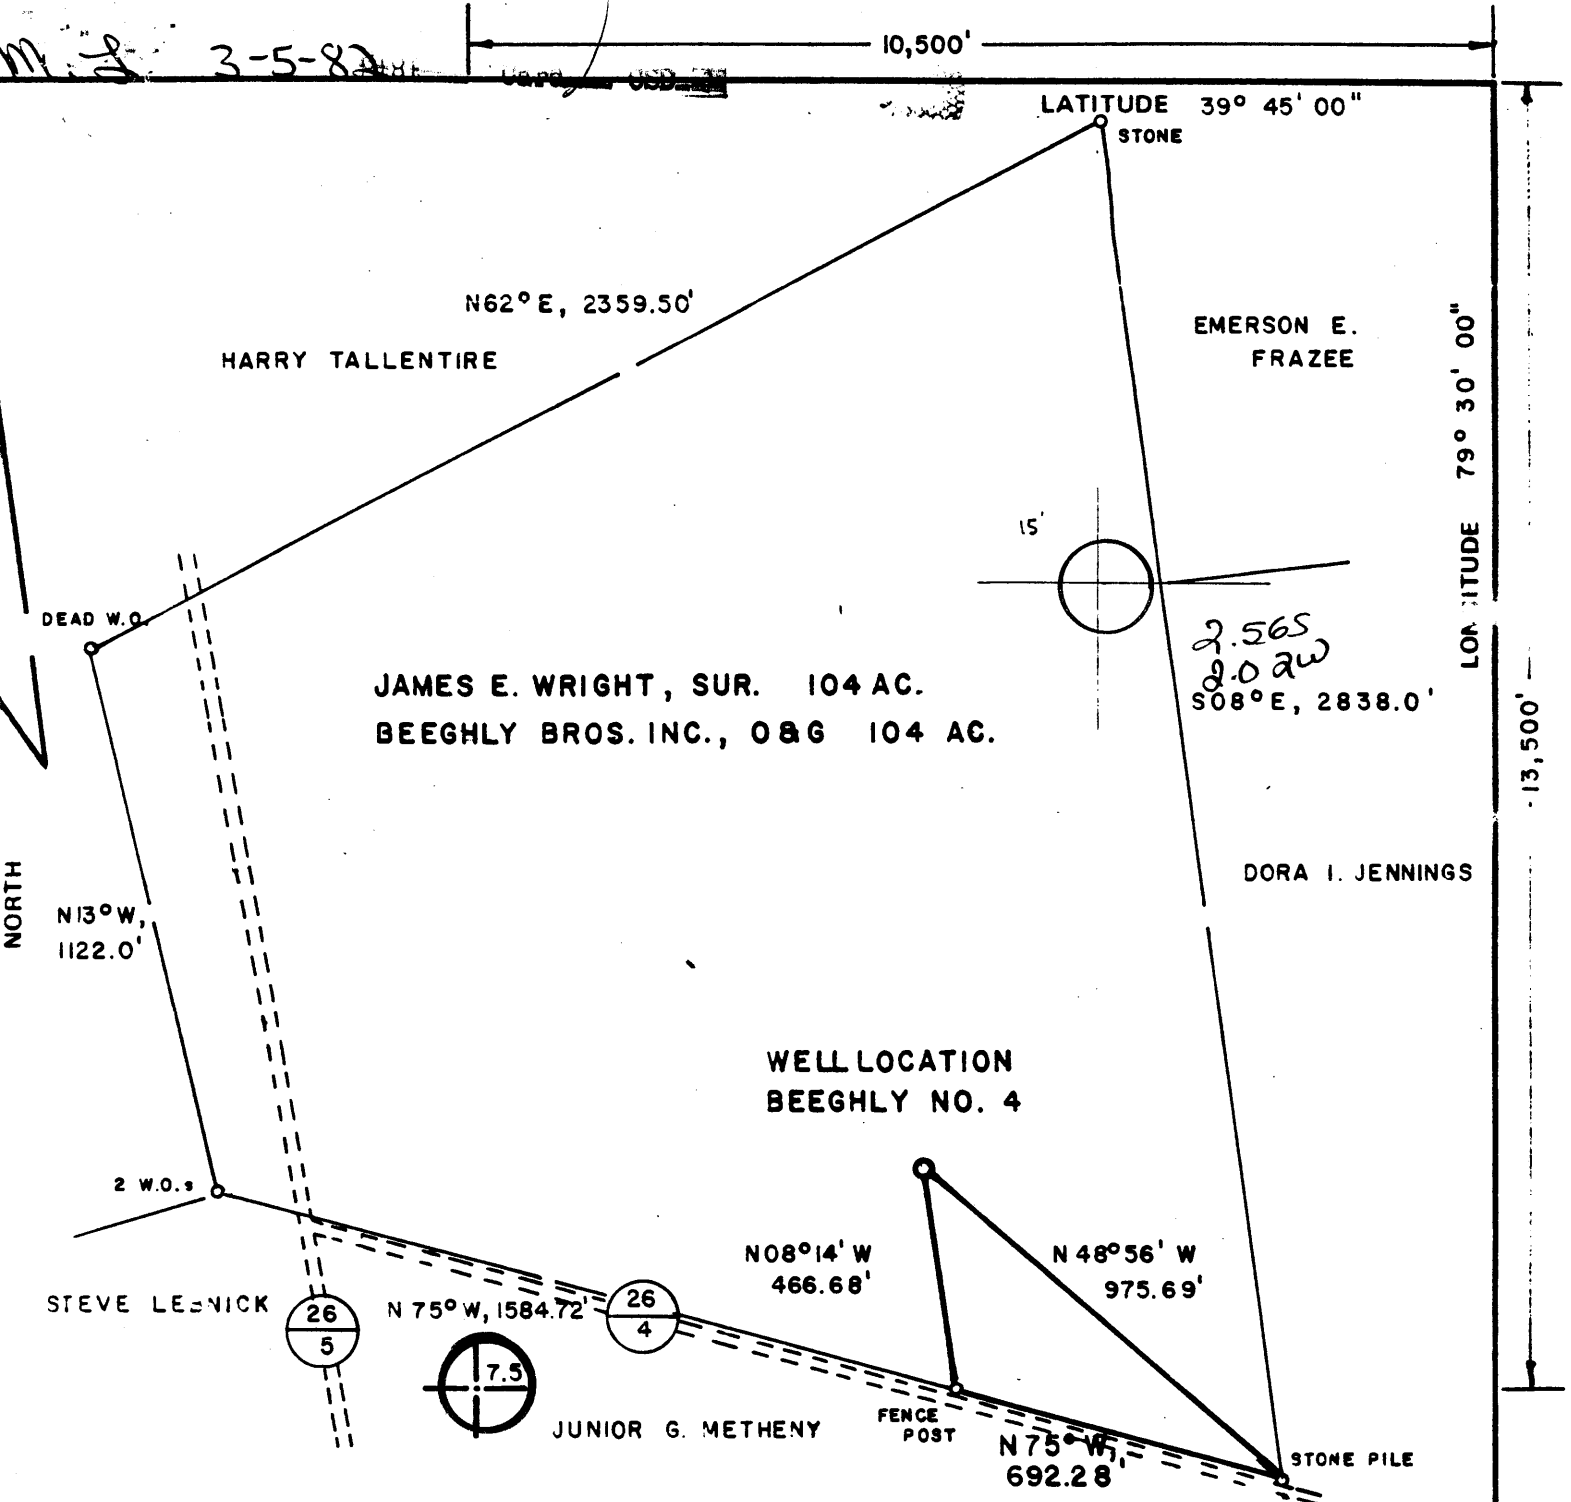 M.L 3-5-82
10,500'
LATITUDE 39° 45' 00"
STONE
N62°E, 2359.50'
HARRY TALLENTIRE
EMERSON E.
FRAZEE
79° 30' 00"
15'
DEAD W.O.
2.56S
2.02W
S08°E, 2838.0'
JAMES E. WRIGHT, SUR. 104 AC.
BEEGHLY BROS. INC., O&G 104 AC.
13,500'
DORA I. JENNINGS
NORTH
N13°W,
1122.0'
WELL LOCATION
BEEGHLY NO. 4
2 W.O.s
N08°14' W
466.68'
N 48°56' W
975.69'
STEVE
26
5
N 75° W, 1584.72'
26
4
7.5
JUNIOR G. METHENY
FENCE
POST
N 75° W,
692.28'
STONE PILE